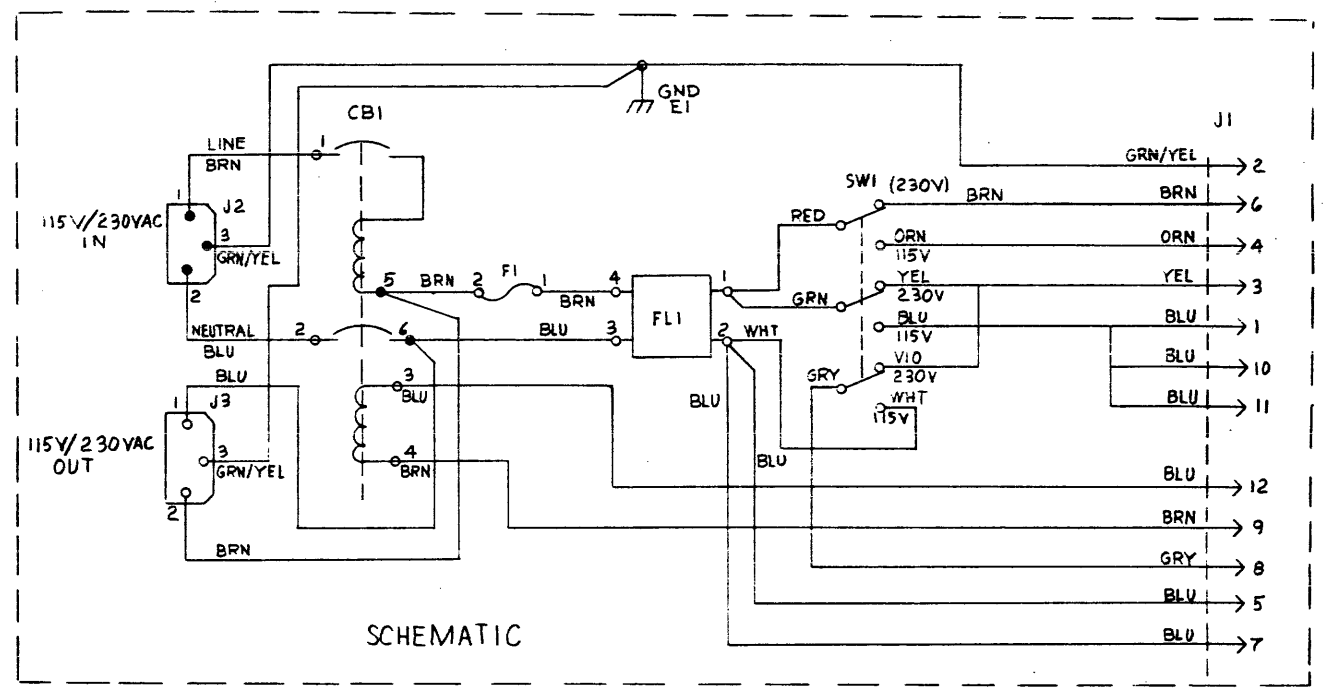 GND
E1
CB1
J1
LINE
1
BRN
GRN/YEL
2
SW1 (230V)
BRN
BRN
6
1
J2
115V/230VAC
IN
3
GRN/YEL
2
RED
ORN
115V
ORN
4
5
BRN
2
F1
1
BRN
4
FL1
1
GRN
YEL
230V
YEL
3
NEUTRAL
BLU
2
6
BLU
3
2
WHT
BLU
115V
BLU
1
VIO
230V
BLU
10
GRY
WHT
115V
BLU
11
BLU
1
J3
3
BLU
BLU
115V/230VAC
OUT
3
GRN/YEL
2
4
BRN
BLU
BLU
12
BRN
9
BRN
GRY
8
BLU
5
BLU
7
SCHEMATIC